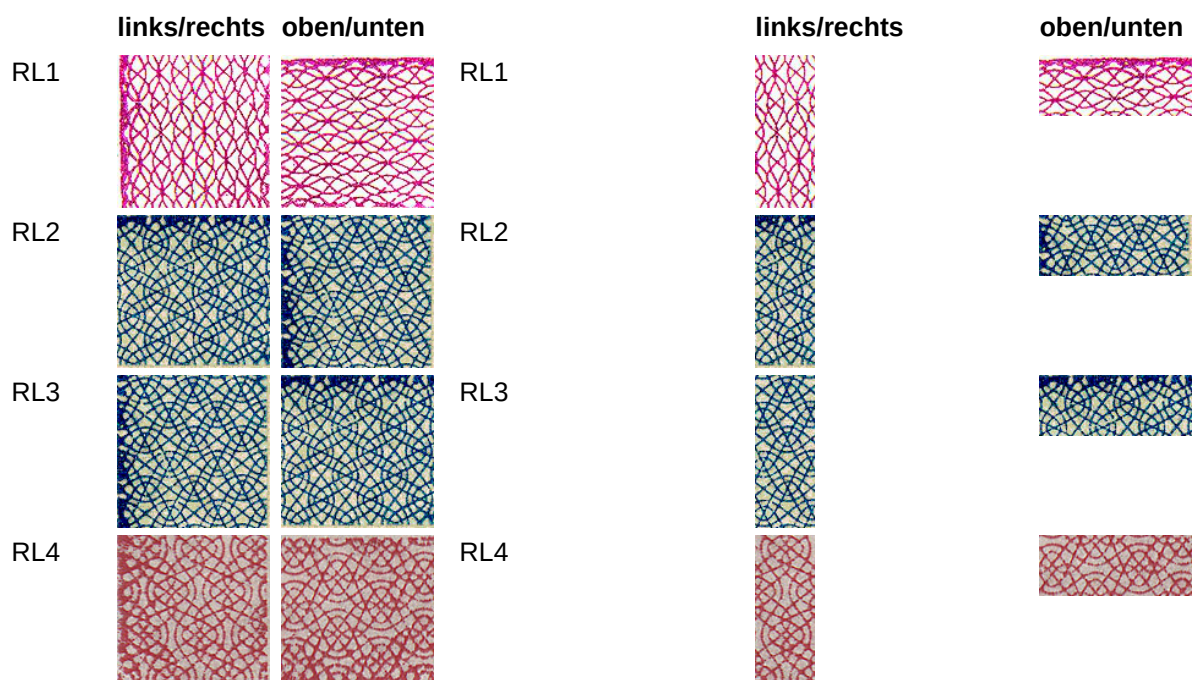 links/rechts oben/unten links/rechts oben/unten
RL1 RL1
RL2 RL2
RL3 RL3
RL4 RL4